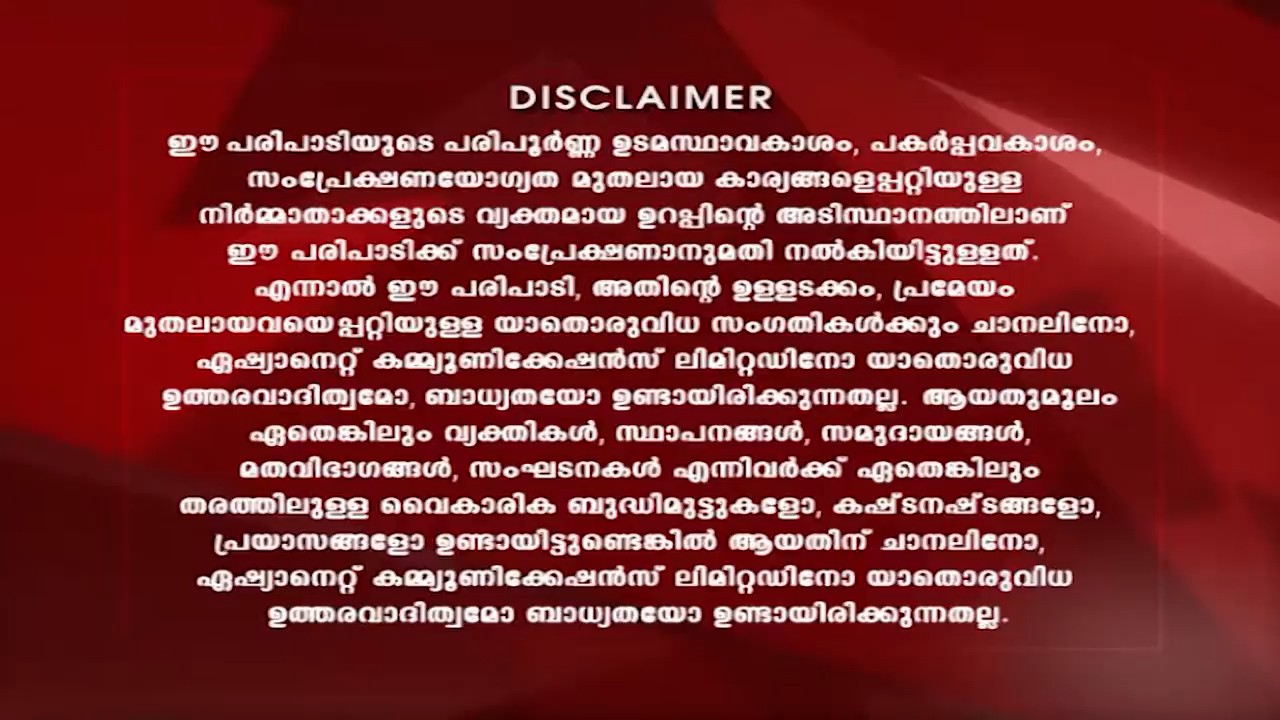 DISCLAIMER
ഈ പരിപാടിയുടെ പരിപൂർണ്ണ ഉടമസ്ഥാവകാശം, പകർപ്പവകാശം,
സംപ്രേക്ഷണയോഗ്യത മുതലായ കാര്യങ്ങളെപ്പറ്റിയുള്ള
നിർമ്മാതാക്കളുടെ വ്യക്തമായ ഉറപ്പിന്റെ അടിസ്ഥാനത്തിലാണ്
ഈ പരിപാടിക്ക് സംപ്രേക്ഷണാനുമതി നൽകിയിട്ടുള്ളത്.
എന്നാൽ ഈ പരിപാടി, അതിന്റെ ഉള്ളടക്കം, പ്രമേയം
മുതലായവയെപ്പറ്റിയുള്ള യാതൊരുവിധ സംഗതികൾക്കും ചാനലിനോ,
ഏഷ്യാനെറ്റ് കമ്മ്യൂണിക്കേഷൻസ് ലിമിറ്റഡിനോ യാതൊരുവിധ
ഉത്തരവാദിത്വമോ, ബാധ്യതയോ ഉണ്ടായിരിക്കുന്നതല്ല. ആയതുമൂലം
ഏതെങ്കിലും വ്യക്തികൾ, സ്ഥാപനങ്ങൾ, സമുദായങ്ങൾ,
മതവിഭാഗങ്ങൾ, സംഘടനകൾ എന്നിവർക്ക് ഏതെങ്കിലും
തരത്തിലുള്ള വൈകാരിക ബുദ്ധിമുട്ടുകളോ, കഷ്ടനഷ്ടങ്ങളോ,
പ്രയാസങ്ങളോ ഉണ്ടായിട്ടുണ്ടെങ്കിൽ ആയതിന് ചാനലിനോ,
ഏഷ്യാനെറ്റ് കമ്മ്യൂണിക്കേഷൻസ് ലിമിറ്റഡിനോ യാതൊരുവിധ
ഉത്തരവാദിത്വമോ ബാധ്യതയോ ഉണ്ടായിരിക്കുന്നതല്ല.